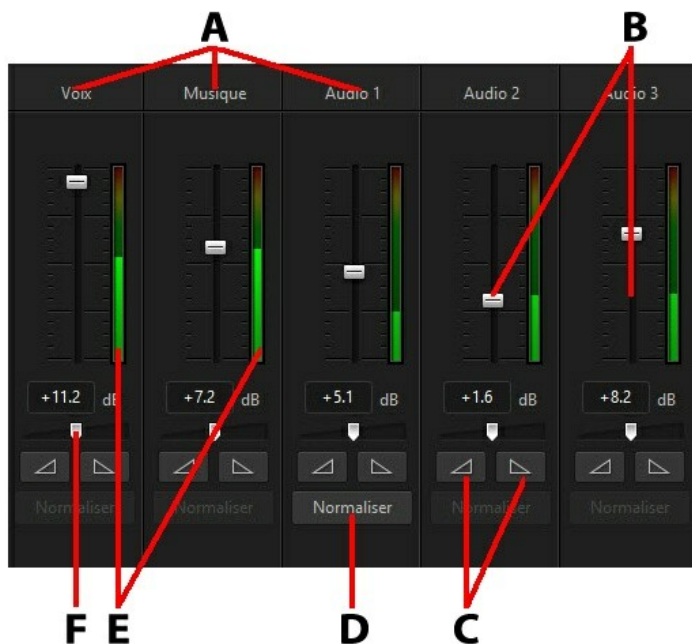 A B
Voix Musique Audio 1 Audio 2 Audio 3
+11.2 dB +7.2 dB +5.1 dB +1.6 dB +8.2 dB
Normaliser Normaliser Normaliser Normaliser Normaliser
F E D C